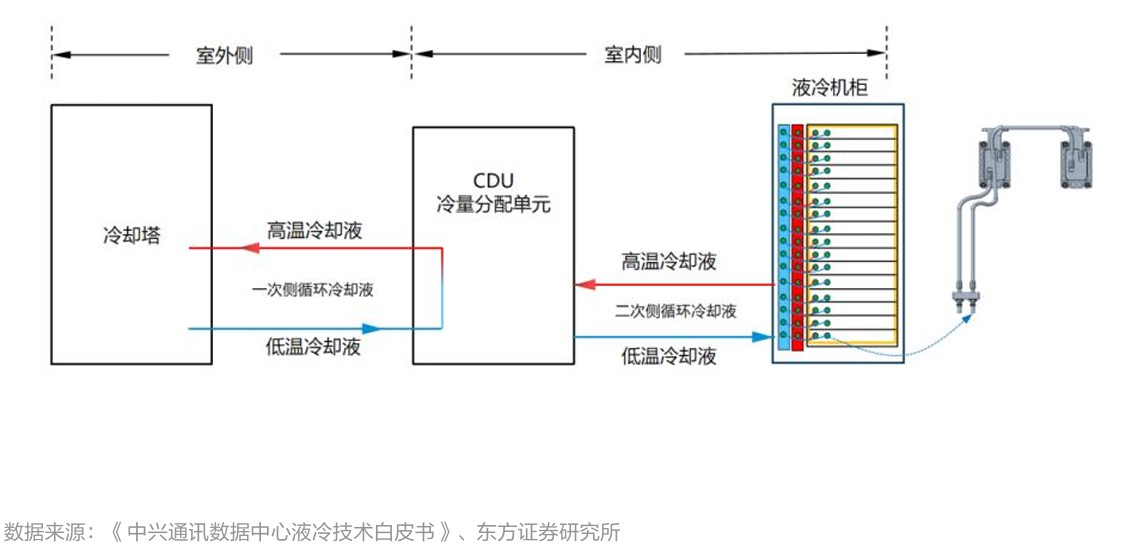 室外侧
室内侧
液冷机柜
CDU
冷量分配单元
冷却塔
高温冷却液
一次侧循环冷却液
低温冷却液
高温冷却液
二次侧循环冷却液
低温冷却液
数据来源：《 中兴通讯数据中心液冷技术白皮书 》、东方证券研究所